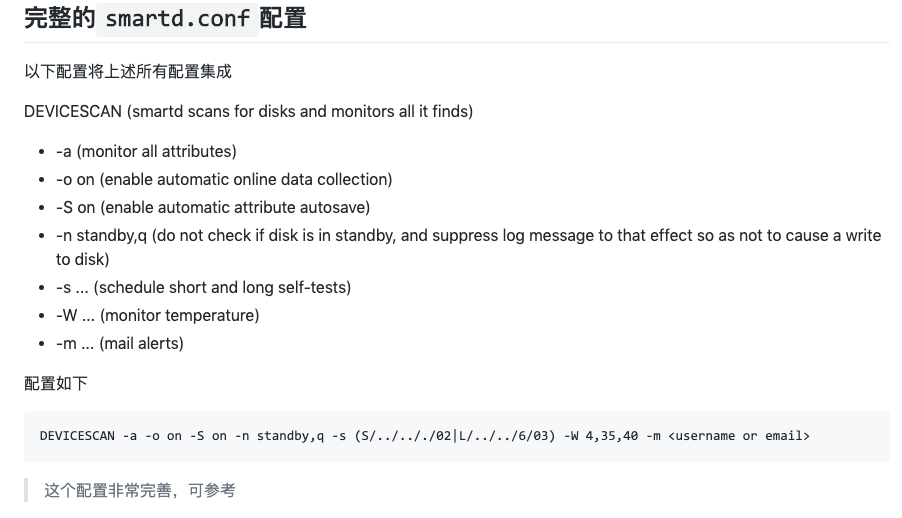 完整的 smartd.conf 配置
以下配置将上述所有配置集成
DEVICESCAN (smartd scans for disks and monitors all it finds)
• -a (monitor all attributes)
• -o on (enable automatic online data collection)
• -S on (enable automatic attribute autosave)
• -n standby,q (do not check if disk is in standby, and suppress log message to that effect so as not to cause a write
to disk)
• -s ... (schedule short and long self-tests)
• -W ... (monitor temperature)
• -m ... (mail alerts)
配置如下
DEVICESCAN -a -o on -S on -n standby,q -s (S/../.././02|L/../../6/03) -W 4,35,40 -m <username or email>
这个配置非常完善，可参考